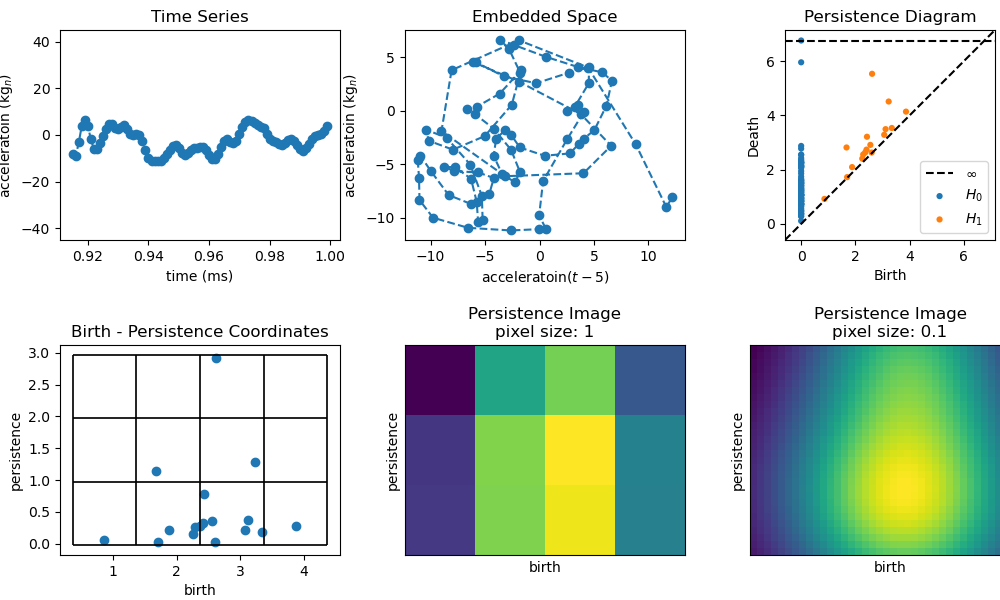 Time Series
acceleratoin (kg$_n$)
40
20
0
−20
−40
0.92
0.94
0.96
0.98
1.00
time (ms)
Embedded Space
acceleratoin (kg$_n$)
5
0
−5
−10
−10
−5
0
5
10
acceleratoin(t − 5)
Persistence Diagram
Death
6
4
2
0
∞
H₀
H₁
0
2
4
6
Birth
Birth - Persistence Coordinates
persistence
3.0
2.5
2.0
1.5
1.0
0.5
0.0
1
2
3
4
birth
Persistence Image
pixel size: 1
persistence
birth
Persistence Image
pixel size: 0.1
persistence
birth